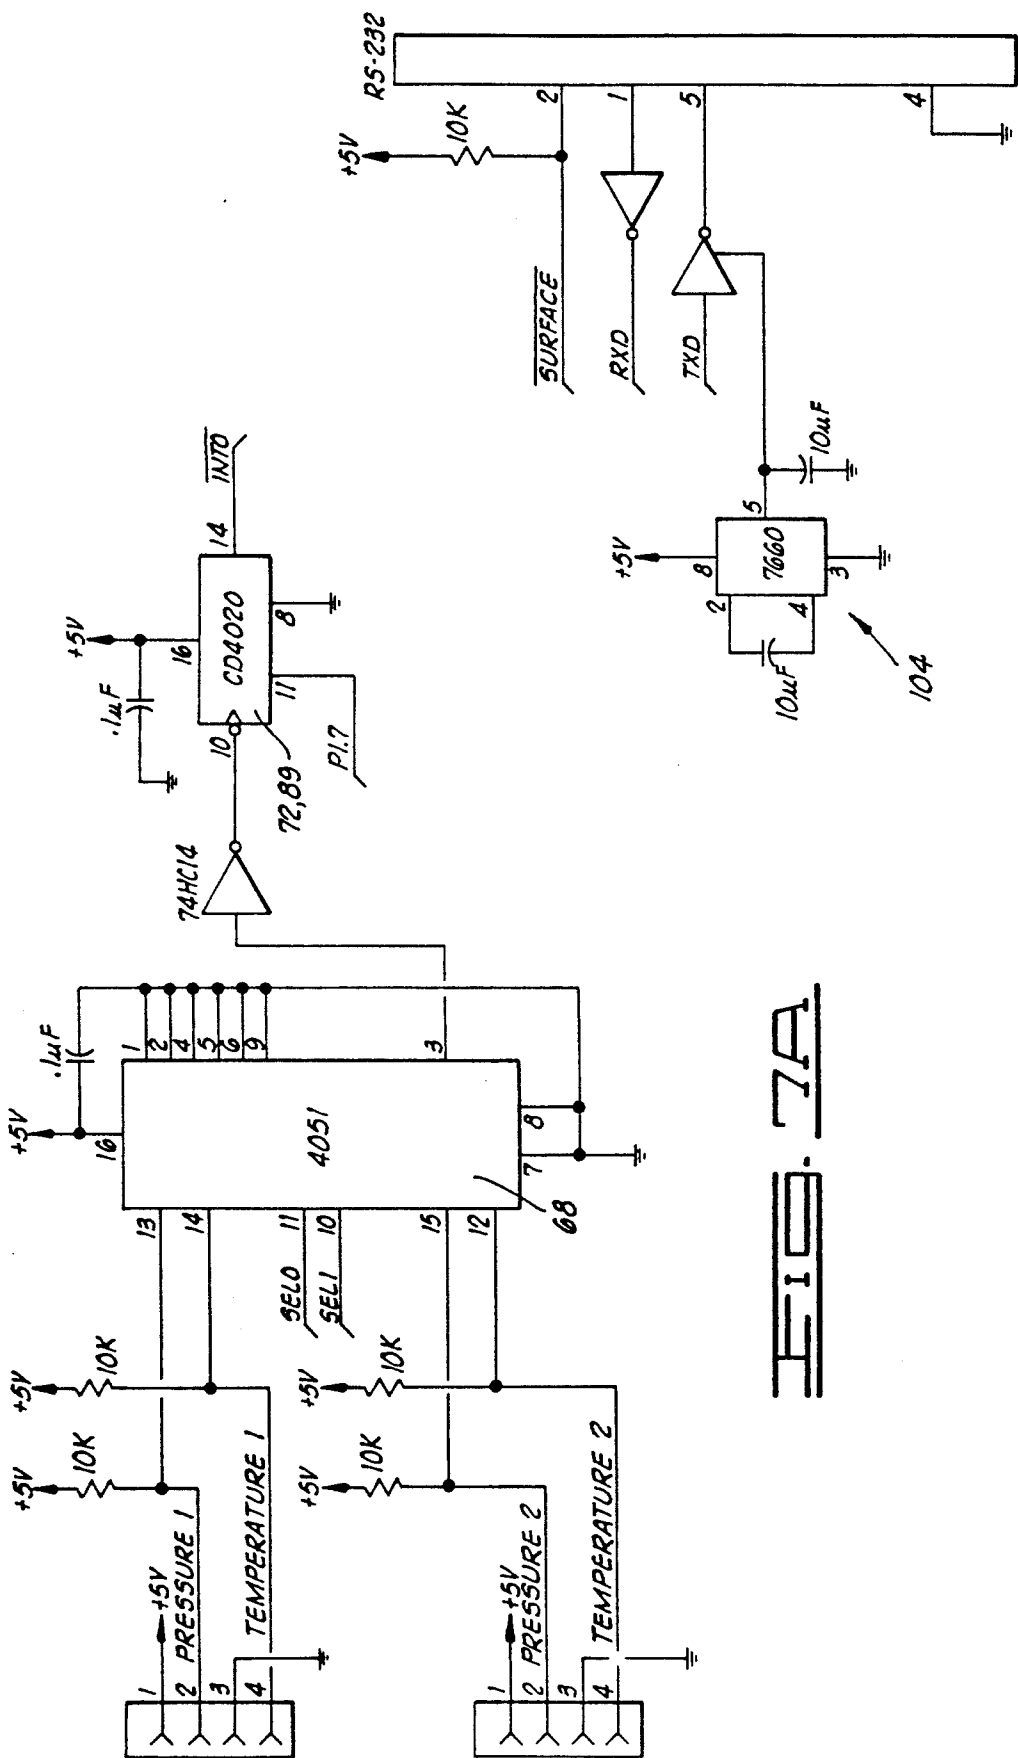 1
+5V
2 PRESSURE 1
3
4 TEMPERATURE 1
+5V
10K
+5V
10K
1
+5V
2 PRESSURE 2
3
4 TEMPERATURE 2
+5V
10K
+5V
10K
13
14
SEL0
11
SEL1
10
15
12
+5V
.1µF
16
4051
1
2
4
5
6
9
3
7
8
68
74HC14
+5V
.1µF
16
10
CD4020
14
INT0
11
8
P1.7
72,89
+5V
8
2
7660
5
4
3
10µF
10µF
104
SURFACE
RXD
TXD
+5V
10K
RS-232
2
1
5
4
FIG. 7A